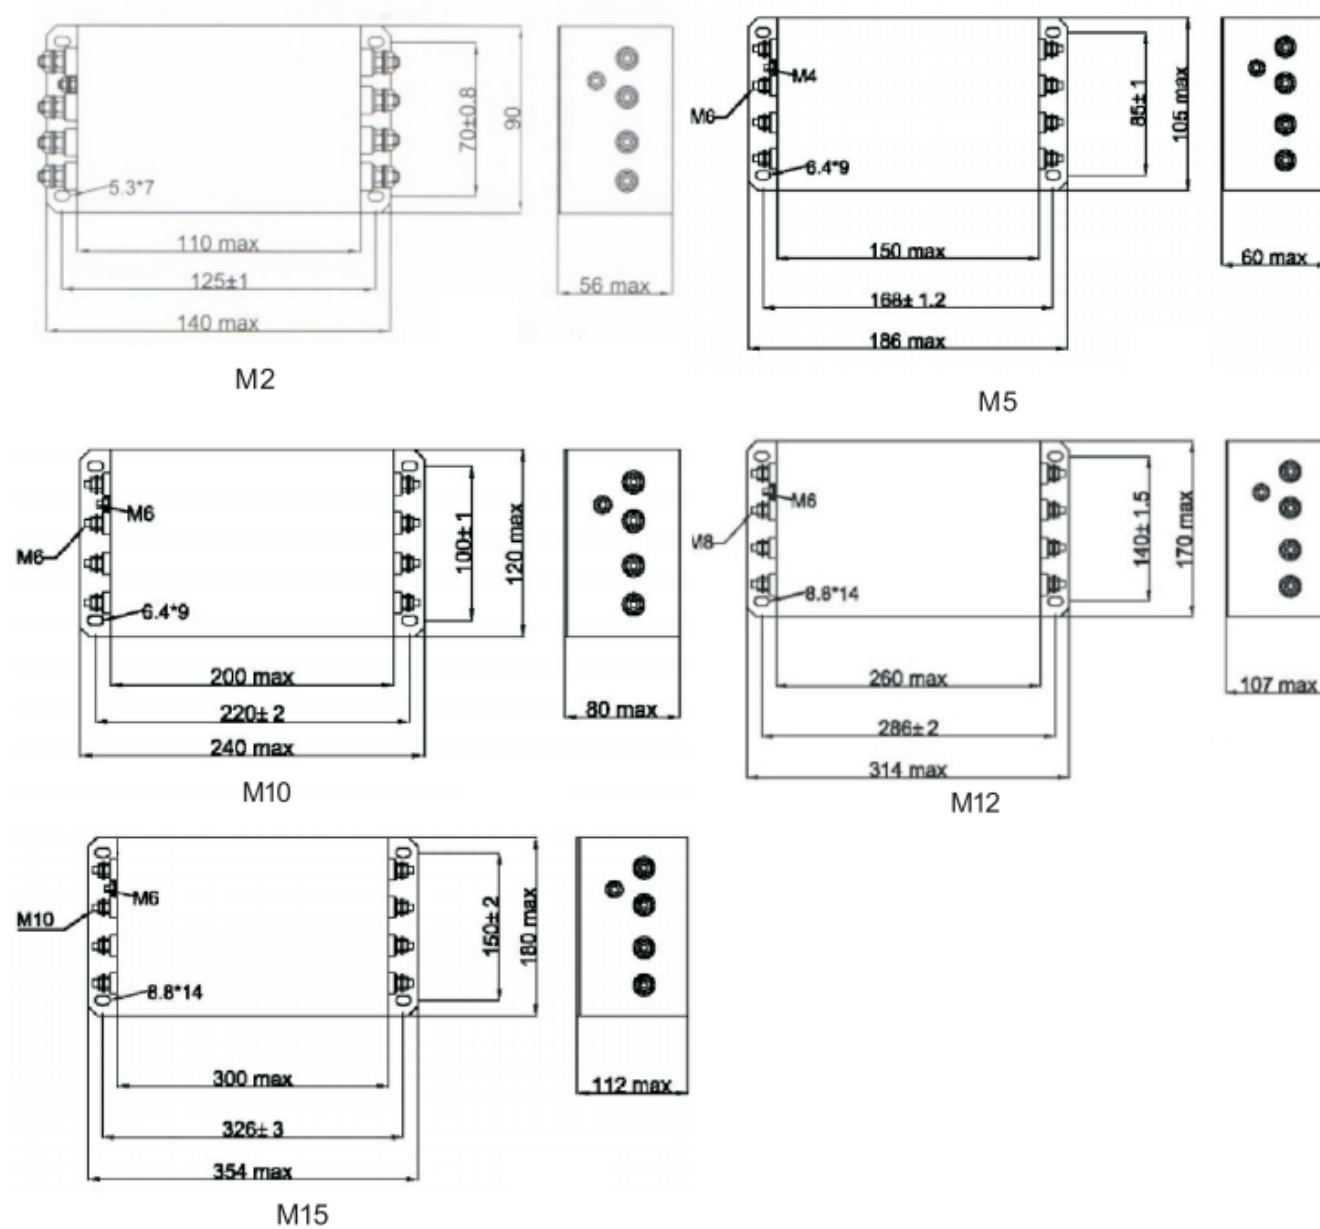 70±0.8
90
5.3*7
110 max
125±1
140 max
56 max
M2
M4
M6
6.4*9
85±1
105 max
150 max
168±1.2
186 max
60 max
M5
M6
M6
6.4*9
100±1
120 max
200 max
220±2
240 max
80 max
M10
M6
M8
8.8*14
140±1.5
170 max
260 max
286±2
314 max
107 max
M12
M6
M10
8.8*14
150±2
180 max
300 max
326±3
354 max
112 max
M15